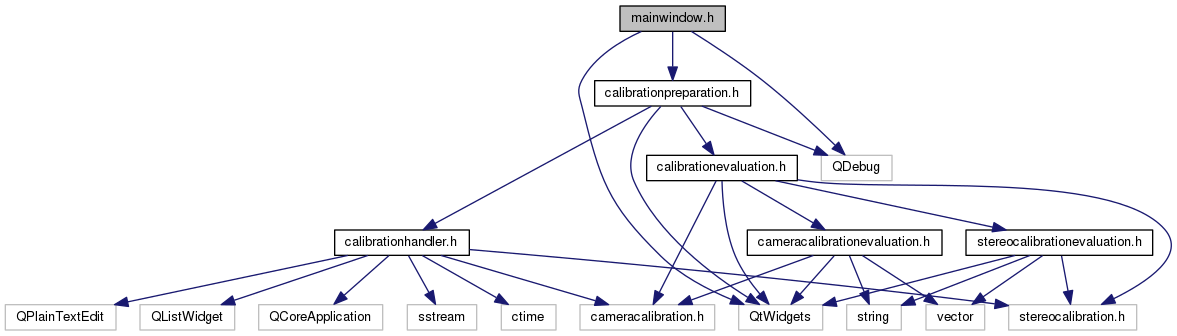 mainwindow.h
calibrationpreparation.h
calibrationevaluation.h
QDebug
calibrationhandler.h
cameracalibrationevaluation.h
stereocalibrationevaluation.h
QPlainTextEdit
QListWidget
QCoreApplication
sstream
ctime
cameracalibration.h
QtWidgets
string
vector
stereocalibration.h